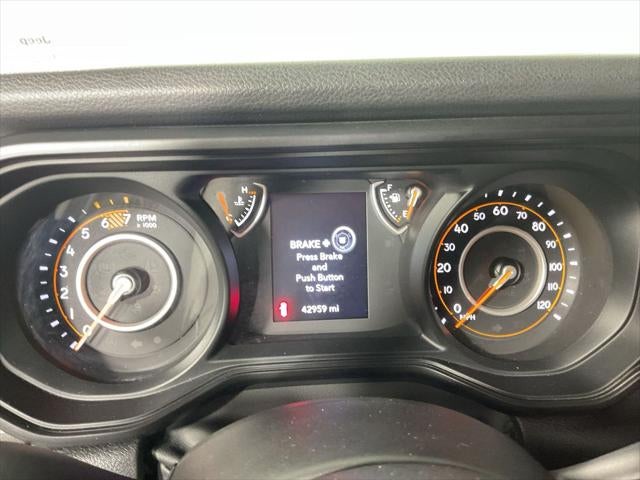 Jeep
7
6
5
4
3
2
1
0
RPM
x 1000
H
BRAKE +
Press Brake
and
Push Button
to Start
42959 mi
F
0
10
20
30
40
50
60
70
80
90
100
110
120
MPH